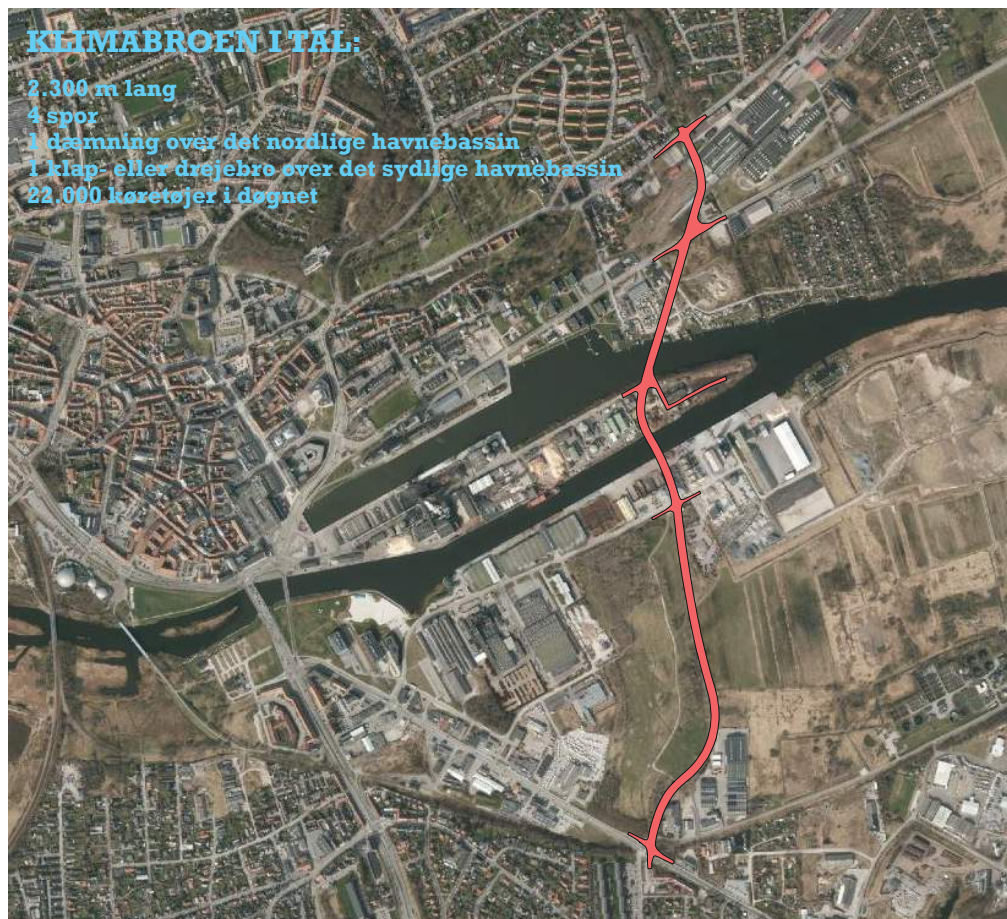 KLIMABROEN I TAL:
2.300 m lang
4 spor
1 dæmning over det nordlige havnebassin
1 klap- eller drejebro over det sydlige havnebassin
22.000 køretøjer i døgnet